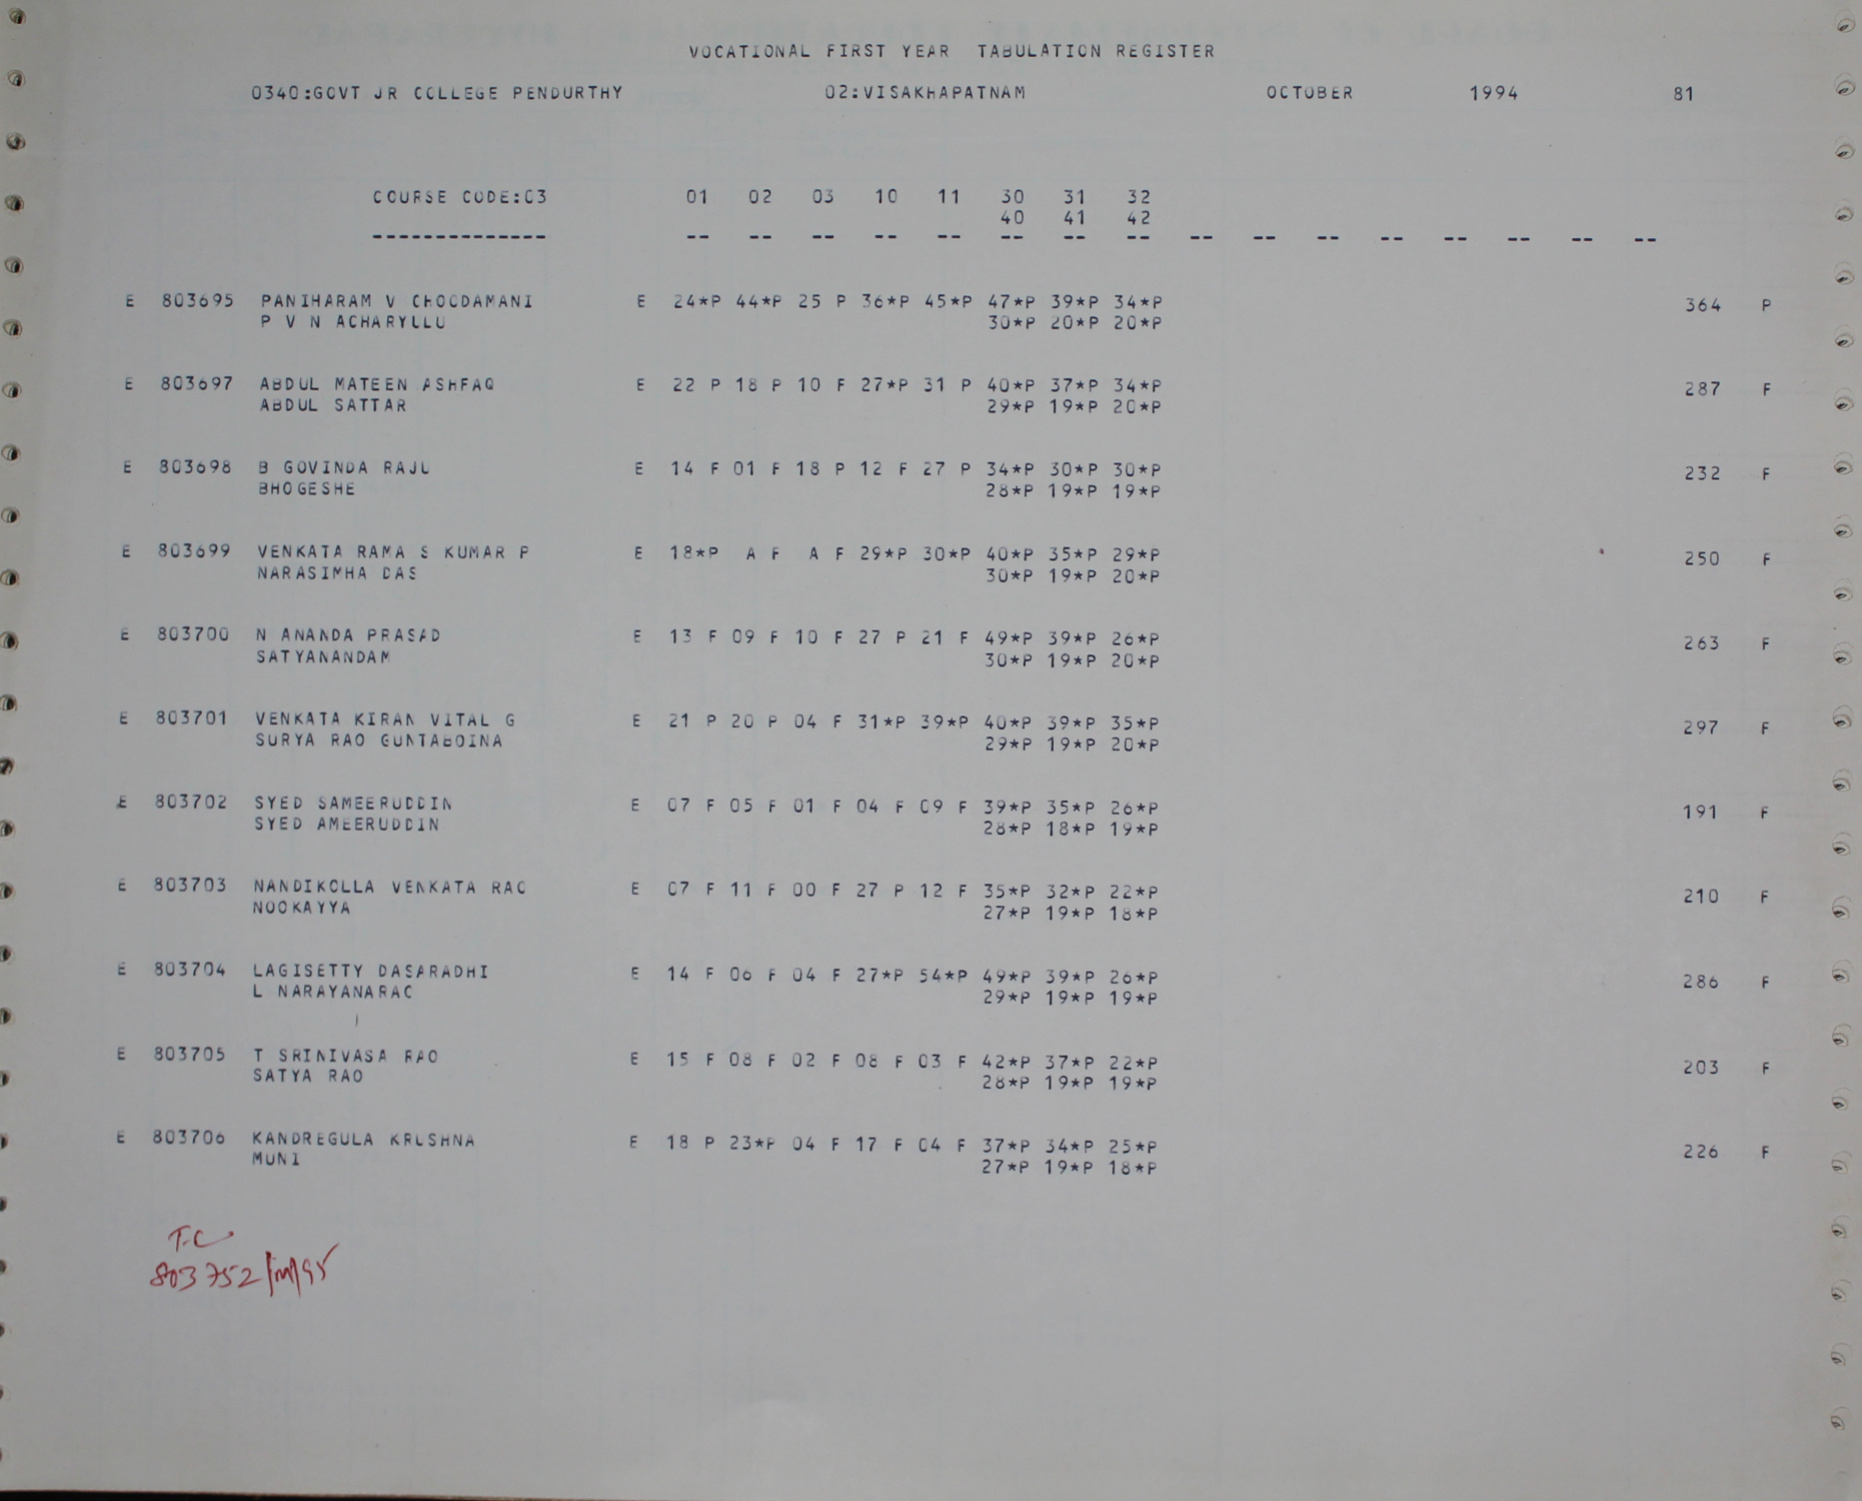 VOCATIONAL FIRST YEAR TABULATION REGISTER
0340:GOVT JR COLLEGE PENDURTHY 02:VISAKHAPATNAM OCTOBER 1994 81
COURSE CODE:03 01 02 03 10 11 30 31 32
40 41 42
-------------- -- -- -- -- -- -- -- -- -- -- -- -- -- -- -- --
E 803695 PANIHARAM V CHOODAMANI E 24*P 44*P 25 P 36*P 45*P 47*P 39*P 34*P 364 P
P V N ACHARYLLU 30*P 20*P 20*P
E 803697 ABDUL MATEEN ASHFAQ E 22 P 18 P 10 F 27*P 31 P 40*P 37*P 34*P 287 F
ABDUL SATTAR 29*P 19*P 20*P
E 803698 B GOVINDA RAJU E 14 F 01 F 18 P 12 F 27 P 34*P 30*P 30*P 232 F
BHOGESHE 28*P 19*P 19*P
E 803699 VENKATA RAMA S KUMAR P E 18*P A F A F 29*P 30*P 40*P 35*P 29*P 250 F
NARASIMHA DAS 30*P 19*P 20*P
E 803700 N ANANDA PRASAD E 13 F 09 F 10 F 27 P 21 F 49*P 39*P 26*P 263 F
SATYANANDAM 30*P 19*P 20*P
E 803701 VENKATA KIRAN VITAL G E 21 P 20 P 04 F 31*P 39*P 40*P 39*P 35*P 297 F
SURYA RAO GUNTABOINA 29*P 19*P 20*P
E 803702 SYED SAMEERUDDIN E 07 F 05 F 01 F 04 F 09 F 39*P 35*P 26*P 191 F
SYED AMEERUDDIN 28*P 18*P 19*P
E 803703 NANDIKOLLA VENKATA RAO E 07 F 11 F 00 F 27 P 12 F 35*P 32*P 22*P 210 F
NOOKAYYA 27*P 19*P 18*P
E 803704 LAGISETTY DASARADHI E 14 F 06 F 04 F 27*P 54*P 49*P 39*P 26*P 286 F
L NARAYANARAO 29*P 19*P 19*P
E 803705 T SRINIVASA RAO E 15 F 08 F 02 F 08 F 03 F 42*P 37*P 22*P 203 F
SATYA RAO 28*P 19*P 19*P
E 803706 KANDREGULA KRUSHNA E 18 P 23*P 04 F 17 F 04 F 37*P 34*P 25*P 226 F
MUNI 27*P 19*P 18*P
T.C
803752/m/95